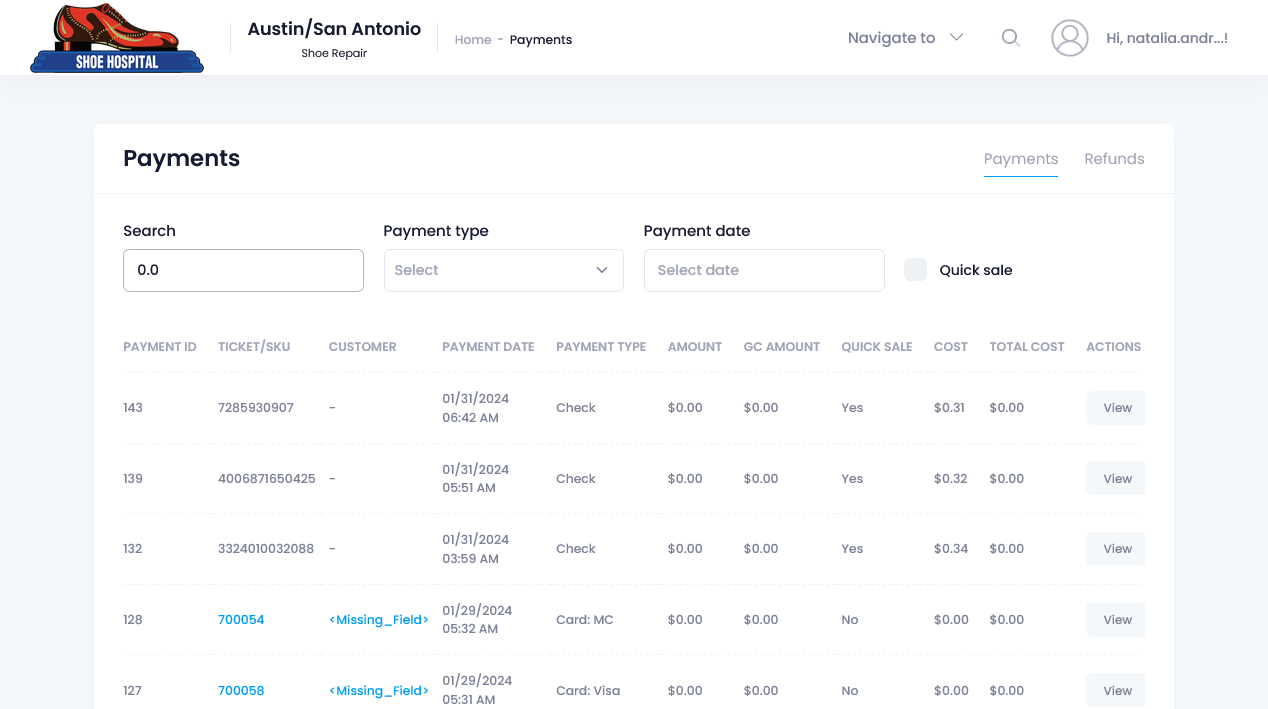 SHOE HOSPITAL
Austin/San Antonio
Shoe Repair
Home - Payments
Navigate to
Hi, natalia.andr...!
Payments
Payments Refunds
Search Payment type Payment date
0.0 Select Select date Quick sale
PAYMENT ID TICKET/SKU CUSTOMER PAYMENT DATE PAYMENT TYPE AMOUNT GC AMOUNT QUICK SALE COST TOTAL COST ACTIONS
143 7285930907 - 01/31/2024 06:42 AM Check $0.00 $0.00 Yes $0.31 $0.00 View
139 4006871650425 - 01/31/2024 05:51 AM Check $0.00 $0.00 Yes $0.32 $0.00 View
132 3324010032088 - 01/31/2024 03:59 AM Check $0.00 $0.00 Yes $0.34 $0.00 View
128 700054 <Missing_Field> 01/29/2024 05:32 AM Card: MC $0.00 $0.00 No $0.00 $0.00 View
127 700058 <Missing_Field> 01/29/2024 05:31 AM Card: Visa $0.00 $0.00 No $0.00 $0.00 View